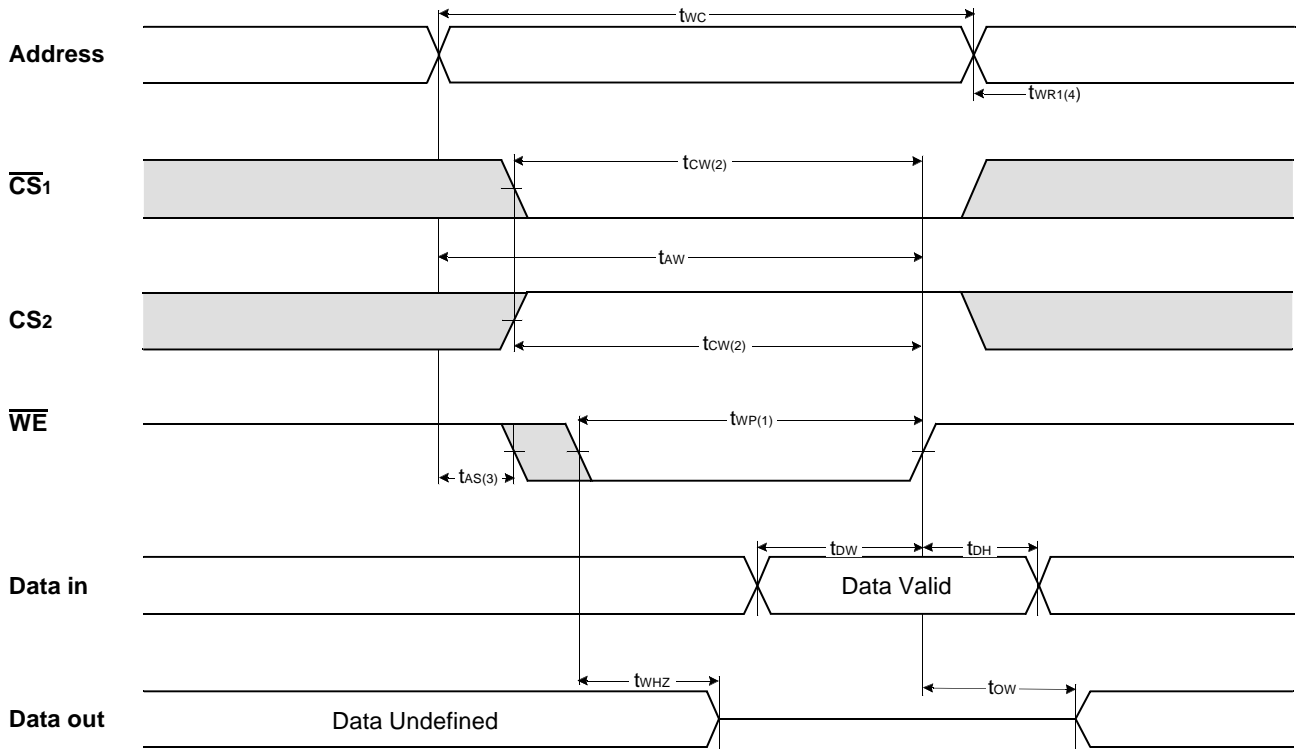 tWC
Address
tWR1(4)
tCW(2)
CS1
tAW
CS2
tCW(2)
WE
tWP(1)
tAS(3)
tDW
tDH
Data in
Data Valid
tWHZ
tOW
Data out
Data Undefined